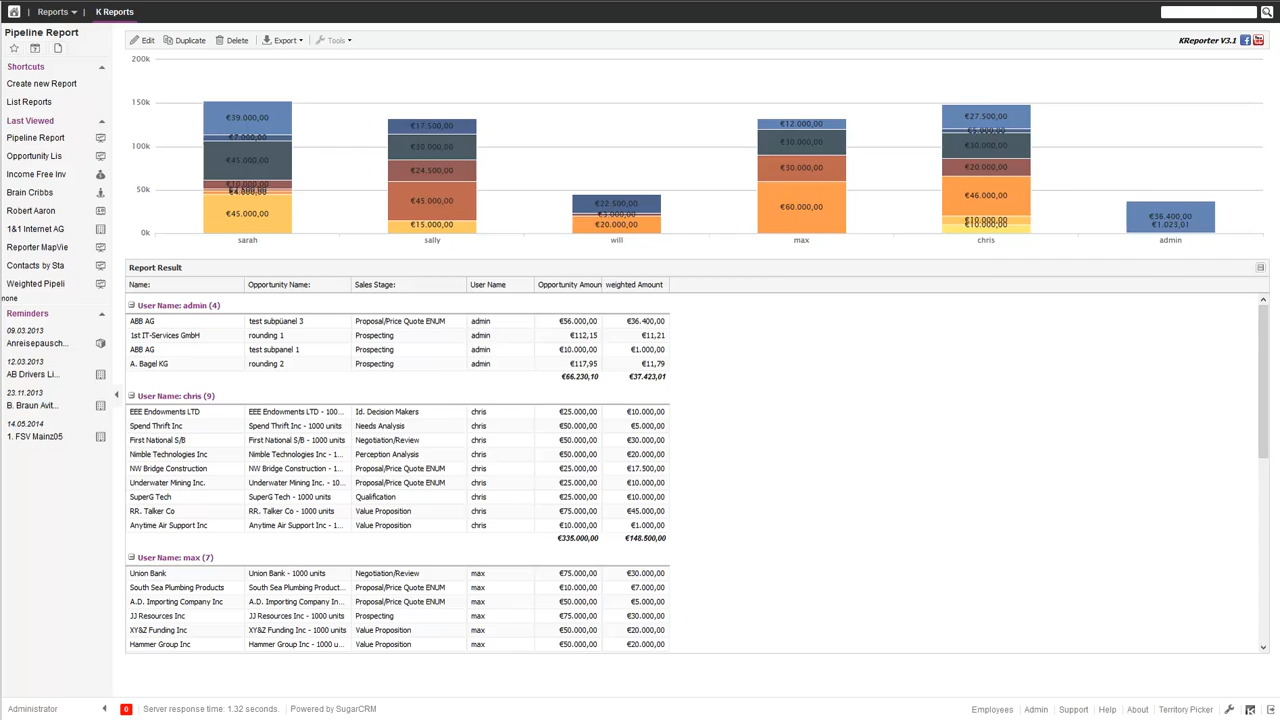 Reports K Reports
Pipeline Report
Shortcuts
Create new Report
List Reports
Last Viewed
Pipeline Report
Opportunity Lis
Income Free Inv
Brain Cribbs
Robert Aaron
1&1 Internet AG
Reporter MapVie
Contacts by Sta
Weighted Pipeli
none
Reminders
09.03.2013
Anreisepausch...
12.03.2013
AB Drivers Li...
23.11.2013
B. Braun Avit...
14.05.2014
1. FSV Mainz05
Edit Duplicate Delete Export Tools KReporter V3.1
200k
150k
100k
50k
0k
€39.000,00
€7.000,00
€45.000,00
€10.000,00
€45.000,00
€17.500,00
€30.000,00
€24.500,00
€45.000,00
€15.000,00
€22.500,00
€3.000,00
€20.000,00
€12.000,00
€30.000,00
€30.000,00
€60.000,00
€27.500,00
€5.000,00
€30.000,00
€20.000,00
€46.000,00
€10.000,00
€10.000,00
€36.400,00
€1.023,01
sarah sally will max chris admin
Report Result
Name: Opportunity Name: Sales Stage: User Name Opportunity Amoun weighted Amount
User Name: admin (4)
ABB AG test subpüanel 3 Proposal/Price Quote ENUM admin €56.000,00 €36.400,00
1st IT-Services GmbH rounding 1 Prospecting admin €112,15 €11,21
ABB AG test subpanel 1 Prospecting admin €10.000,00 €1.000,00
A. Bagel KG rounding 2 Prospecting admin €117,95 €11,79
€66.230,10 €37.423,01
User Name: chris (9)
EEE Endowments LTD EEE Endowments LTD - 100... Id. Decision Makers chris €25.000,00 €10.000,00
Spend Thrift Inc Spend Thrift Inc - 1000 units Needs Analysis chris €50.000,00 €5.000,00
First National S/B First National S/B - 1000 units Negotiation/Review chris €50.000,00 €30.000,00
Nimble Technologies Inc Nimble Technologies Inc - 1... Perception Analysis chris €50.000,00 €20.000,00
NW Bridge Construction NW Bridge Construction - 1... Proposal/Price Quote ENUM chris €25.000,00 €17.500,00
Underwater Mining Inc. Underwater Mining Inc. - 10... Proposal/Price Quote ENUM chris €25.000,00 €10.000,00
SuperG Tech SuperG Tech - 1000 units Qualification chris €25.000,00 €10.000,00
RR. Talker Co RR. Talker Co - 1000 units Value Proposition chris €75.000,00 €45.000,00
Anytime Air Support Inc Anytime Air Support Inc - 1... Value Proposition chris €10.000,00 €1.000,00
€335.000,00 €148.500,00
User Name: max (7)
Union Bank Union Bank - 1000 units Negotiation/Review max €75.000,00 €30.000,00
South Sea Plumbing Products South Sea Plumbing Product... Proposal/Price Quote ENUM max €10.000,00 €7.000,00
A.D. Importing Company Inc A.D. Importing Company In... Proposal/Price Quote ENUM max €50.000,00 €5.000,00
JJ Resources Inc JJ Resources Inc - 1000 units Prospecting max €75.000,00 €30.000,00
XY&Z Funding Inc XY&Z Funding Inc - 1000 units Value Proposition max €50.000,00 €20.000,00
Hammer Group Inc Hammer Group Inc - 1000 u... Value Proposition max €50.000,00 €20.000,00
Administrator 0 Server response time: 1.32 seconds. Powered by SugarCRM Employees Admin Support Help About Territory Picker